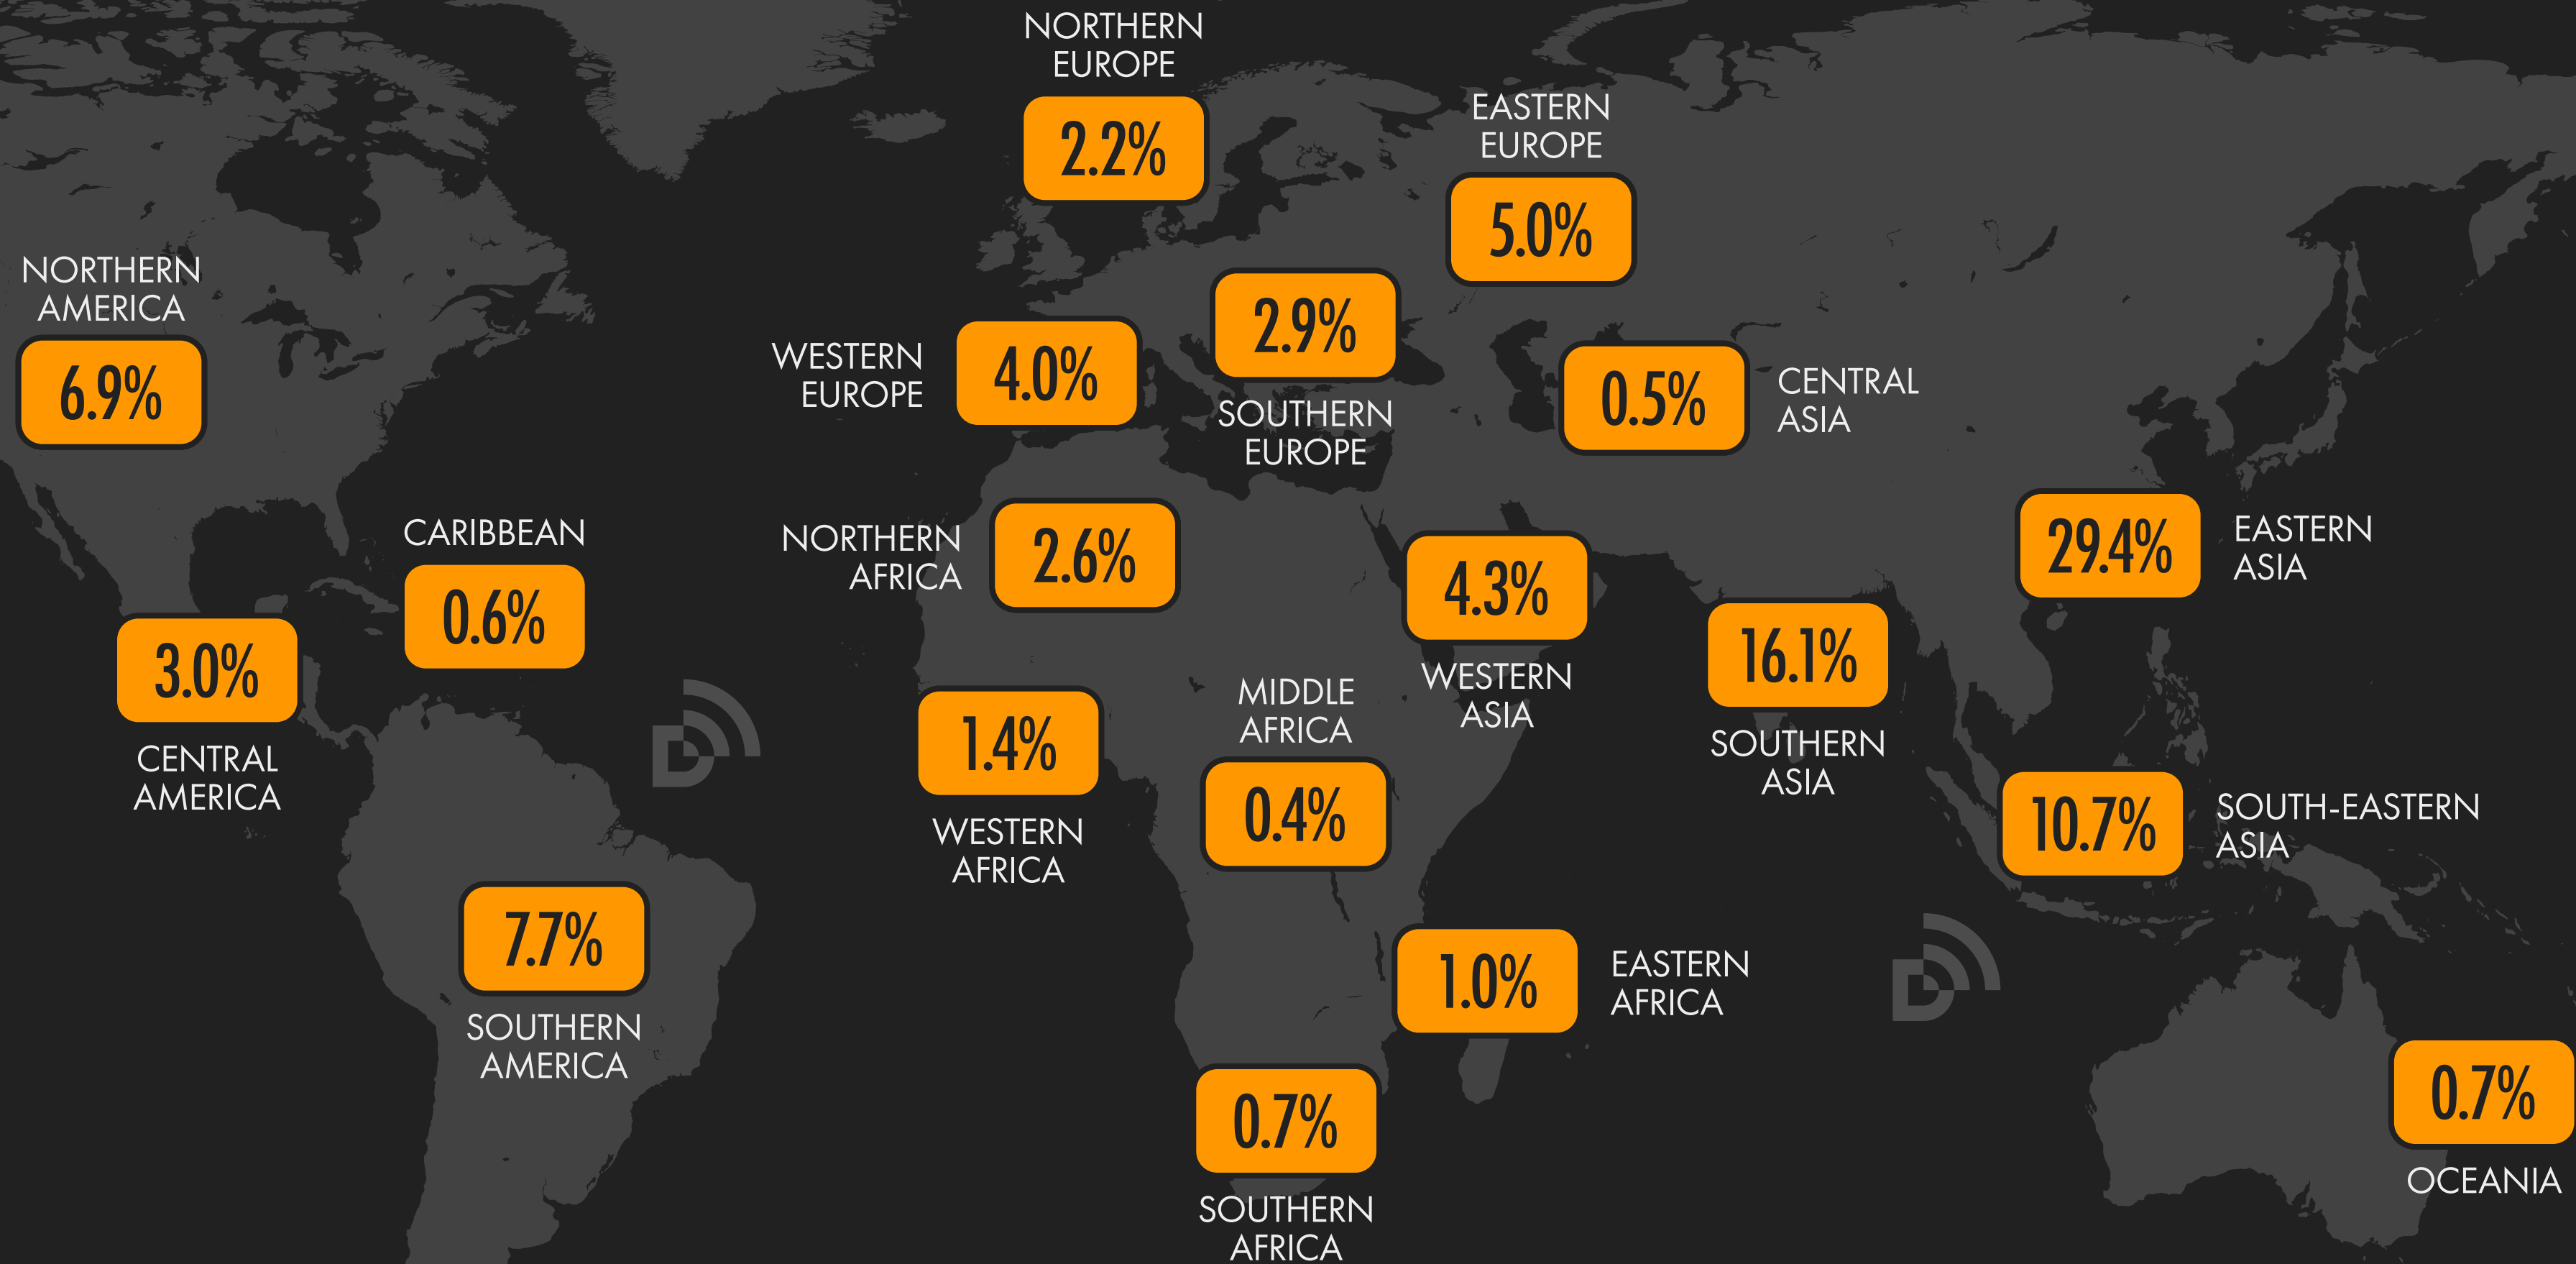 NORTHERN
EUROPE
2.2%
EASTERN
EUROPE
5.0%
NORTHERN
AMERICA
6.9%
WESTERN
EUROPE
4.0%
2.9%
SOUTHERN
EUROPE
0.5%
CENTRAL
ASIA
CARIBBEAN
0.6%
NORTHERN
AFRICA
2.6%
4.3%
WESTERN
ASIA
29.4%
EASTERN
ASIA
3.0%
CENTRAL
AMERICA
16.1%
SOUTHERN
ASIA
1.4%
WESTERN
AFRICA
MIDDLE
AFRICA
0.4%
10.7%
SOUTH-EASTERN
ASIA
7.7%
SOUTHERN
AMERICA
1.0%
EASTERN
AFRICA
0.7%
SOUTHERN
AFRICA
0.7%
OCEANIA